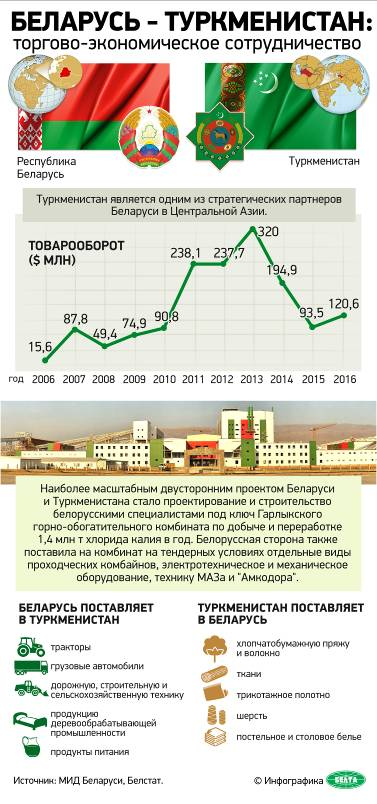 БЕЛАРУСЬ - ТУРКМЕНИСТАН:
торгово-экономическое сотрудничество
Республика
Беларусь
Туркменистан
Туркменистан является одним из стратегических партнеров
Беларуси в Центральной Азии.
ТОВАРООБОРОТ
($ МЛН)
15,6
87,8
49,4
74,9
90,8
238,1
237,7
320
194,9
93,5
120,6
год 2006 2007 2008 2009 2010 2011 2012 2013 2014 2015 2016
Наиболее масштабным двусторонним проектом Беларуси
и Туркменистана стало проектирование и строительство
белорусскими специалистами под ключ Гарлыкского
горно-обогатительного комбината по добыче и переработке
1,4 млн т хлорида калия в год. Белорусская сторона также
поставила на комбинат на тендерных условиях отдельные виды
проходческих комбайнов, электротехническое и механическое
оборудование, технику МАЗа и "Амкодора".
БЕЛАРУСЬ ПОСТАВЛЯЕТ
В ТУРКМЕНИСТАН
тракторы
грузовые автомобили
дорожную, строительную и
сельскохозяйственную технику
продукцию
деревообрабатывающей
промышленности
продукты питания
ТУРКМЕНИСТАН ПОСТАВЛЯЕТ
В БЕЛАРУСЬ
хлопчатобумажную пряжу
и волокно
ткани
трикотажное полотно
шерсть
постельное и столовое белье
Источник: МИД Беларуси, Белстат.
© Инфографика
БЕЛТА